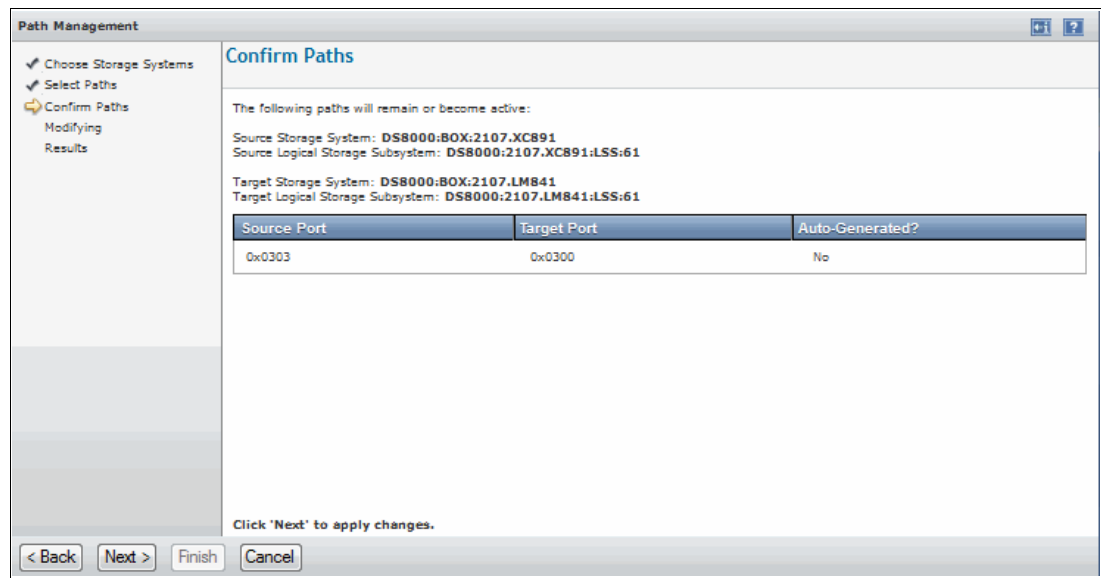 Path Management
Choose Storage Systems
Select Paths
Confirm Paths
Modifying
Results
Confirm Paths
The following paths will remain or become active:
Source Storage System: DS8000:BOX:2107.XC891
Source Logical Storage Subsystem: DS8000:2107.XC891:LSS:61
Target Storage System: DS8000:BOX:2107.LM841
Target Logical Storage Subsystem: DS8000:2107.LM841:LSS:61
Source Port Target Port Auto-Generated?
0x0303 0x0300 No
Click 'Next' to apply changes.
< Back Next > Finish Cancel